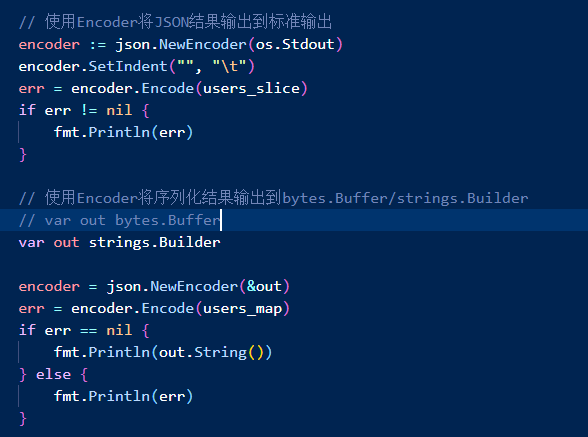 // 使用Encoder将JSON结果输出到标准输出
encoder := json.NewEncoder(os.Stdout)
encoder.SetIndent("", "\t")
err = encoder.Encode(users_slice)
if err != nil {
    fmt.Println(err)
}

// 使用Encoder将序列化结果输出到bytes.Buffer/strings.Builder
// var out bytes.Buffer
var out strings.Builder

encoder = json.NewEncoder(&out)
err = encoder.Encode(users_map)
if err == nil {
    fmt.Println(out.String())
} else {
    fmt.Println(err)
}